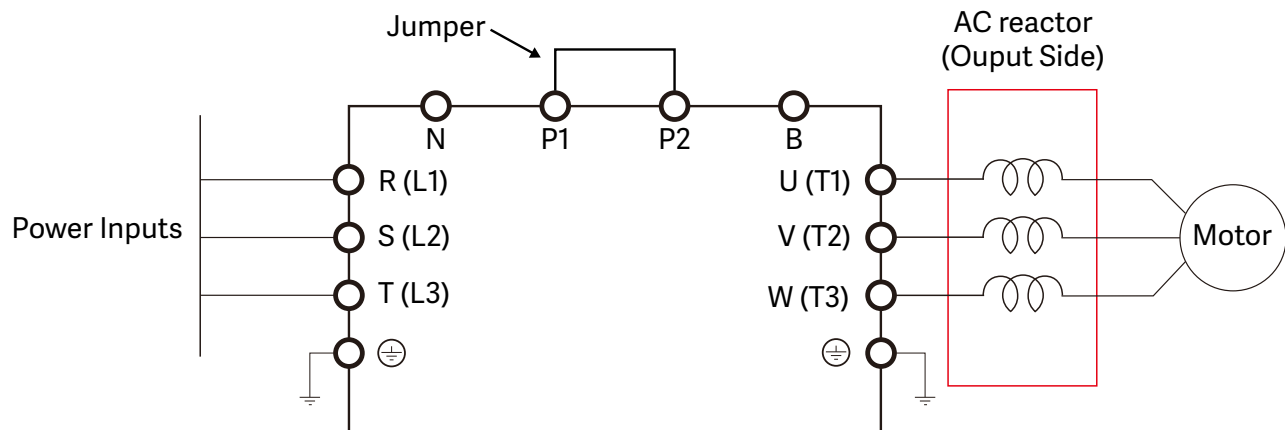 Jumper
AC reactor
(Ouput Side)
N
P1
P2
B
R (L1)
U (T1)
Power Inputs
S (L2)
V (T2)
Motor
T (L3)
W (T3)